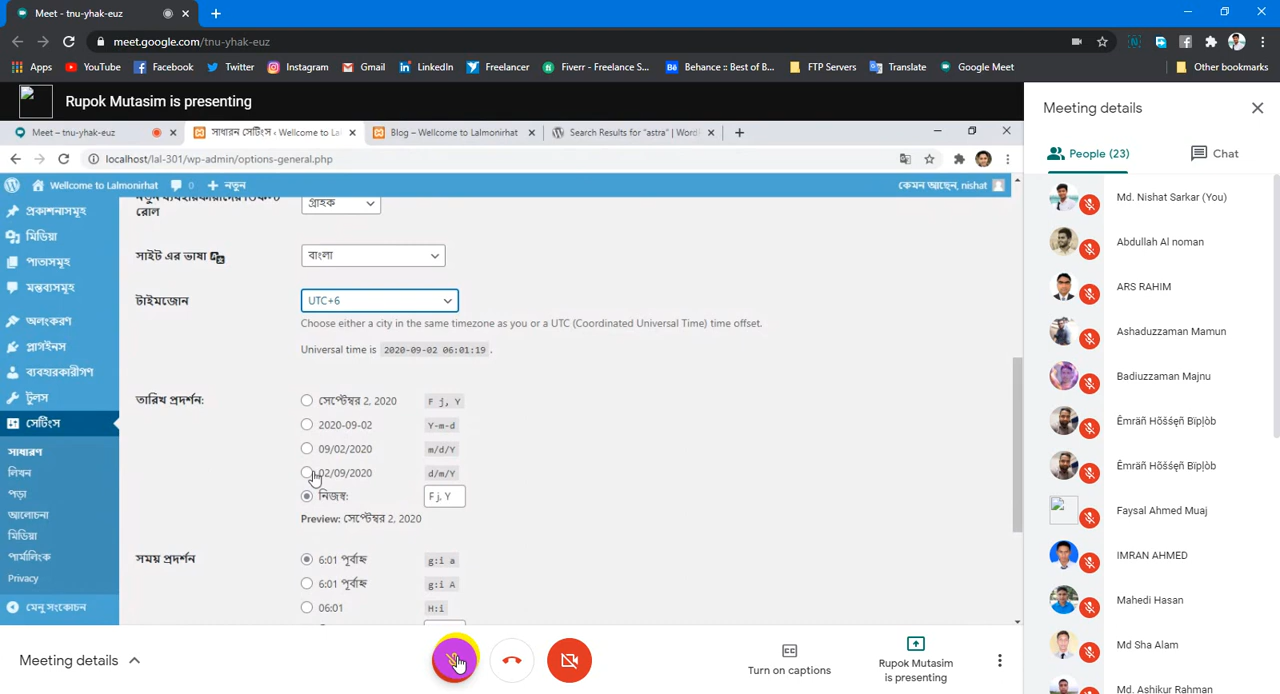 Meet - tnu-yhak-euz
meet.google.com/tnu-yhak-euz
Apps YouTube Facebook Twitter Instagram Gmail LinkedIn Freelancer Fiverr - Freelance S... Behance :: Best of B... FTP Servers Translate Google Meet Other bookmarks
Rupok Mutasim is presenting
Meet – tnu-yhak-euz
সাধারন সেটিংস ‹ Wellcome to La
Blog – Wellcome to Lalmonirhat
Search Results for "astra" | Word
localhost/lal-301/wp-admin/options-general.php
Wellcome to Lalmonirhat 0 নতুন
কেমন আছেন, nishat
প্রকাশনাসমূহ
মিডিয়া
পাতাসমূহ
মন্তব্যসমূহ
অলংকরণ
প্লাগইনস
ব্যবহারকারীগণ
টুলস
সেটিংস
সাধারণ
লিখন
পড়া
আলোচনা
মিডিয়া
পার্মালিংক
Privacy
মেনু সংকোচন
রোল
গ্রাহক
সাইট এর ভাষা
বাংলা
টাইমজোন
UTC+6
Choose either a city in the same timezone as you or a UTC (Coordinated Universal Time) time offset.
Universal time is 2020-09-02 06:01:19 .
তারিখ প্রদর্শন:
সেপ্টেম্বর 2, 2020 F j, Y
2020-09-02 Y-m-d
09/02/2020 m/d/Y
02/09/2020 d/m/Y
নিজস্ব: F j, Y
Preview: সেপ্টেম্বর 2, 2020
সময় প্রদর্শন
6:01 পূর্বাহ্ন g:i a
6:01 পূর্বাহ্ন g:i A
06:01 H:i
Meeting details
People (23)
Chat
Md. Nishat Sarkar (You)
Abdullah Al noman
ARS RAHIM
Ashaduzzaman Mamun
Badiuzzaman Majnu
Êmräñ Hõšśęñ Bïpļòb
Êmräñ Hõšśęñ Bïpļòb
Faysal Ahmed Muaj
IMRAN AHMED
Mahedi Hasan
Md Sha Alam
Md. Ashikur Rahman
Meeting details
Turn on captions
Rupok Mutasim
is presenting